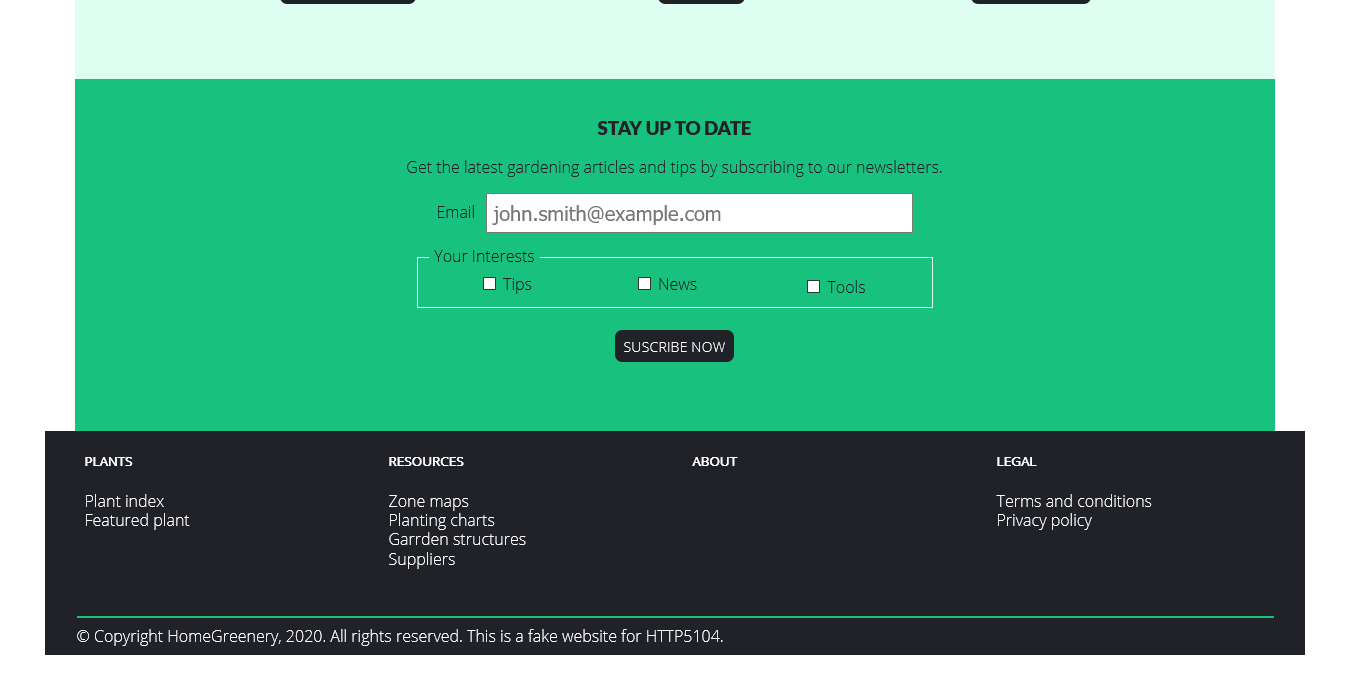 STAY UP TO DATE
Get the latest gardening articles and tips by subscribing to our newsletters.
Email john.smith@example.com
Your Interests
Tips News Tools
SUSCRIBE NOW
PLANTS
Plant index
Featured plant
RESOURCES
Zone maps
Planting charts
Garrden structures
Suppliers
ABOUT
LEGAL
Terms and conditions
Privacy policy
© Copyright HomeGreenery, 2020. All rights reserved. This is a fake website for HTTP5104.